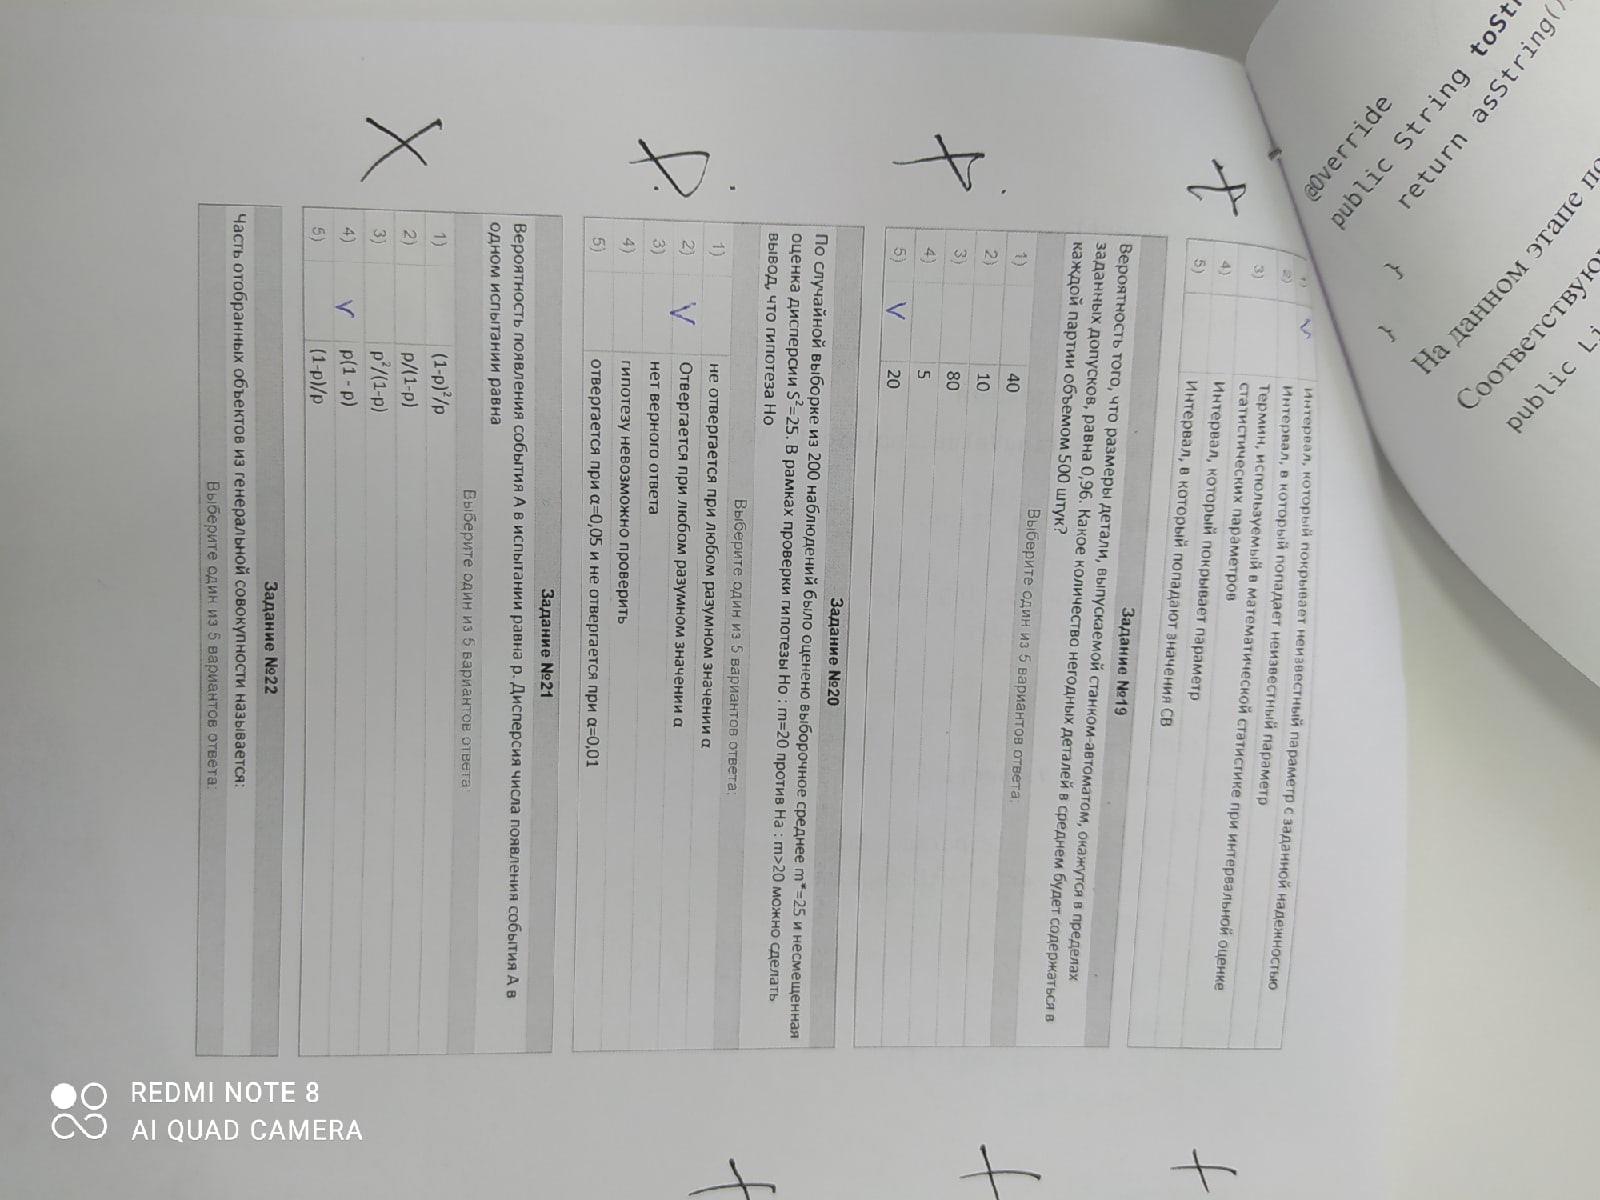 @Override
public String toStr
return asString()
}
}
На данном этапе по
Соответствую
public Li
1) V Интервал, который покрывает неизвестный параметр с заданной надежностью
2) Интервал, в который попадает неизвестный параметр
3) Термин, используемый в математической статистике при интервальной оценке
статистических параметров
4) Интервал, который покрывает параметр
5) Интервал, в который попадают значения СВ
Задание №19
Вероятность того, что размеры детали, выпускаемой станком-автоматом, окажутся в пределах
заданных допусков, равна 0,96. Какое количество негодных деталей в среднем будет содержаться в
каждой партии объемом 500 штук?
Выберите один из 5 вариантов ответа:
1) 40
2) 10
3) 80
4) 5
5) V 20
Задание №20
По случайной выборке из 200 наблюдений было оценено выборочное среднее m*=25 и несмещенная
оценка дисперсии S²=25. В рамках проверки гипотезы Но : m=20 против На : m>20 можно сделать
вывод, что гипотеза Но
Выберите один из 5 вариантов ответа:
1) не отвергается при любом разумном значении α
2) V Отвергается при любом разумном значении α
3) нет верного ответа
4) гипотезу невозможно проверить
5) отвергается при α=0,05 и не отвергается при α=0,01
Задание №21
Вероятность появления события А в испытании равна р. Дисперсия числа появления события А в
одном испытании равна
Выберите один из 5 вариантов ответа:
1) (1-p)²/p
2) p/(1-p)
3) p²/(1-p)
4) V p(1 - p)
5) (1-p)/p
Задание №22
Часть отобранных объектов из генеральной совокупности называется:
Выберите один из 5 вариантов ответа:
+
+
+
X
REDMI NOTE 8
AI QUAD CAMERA